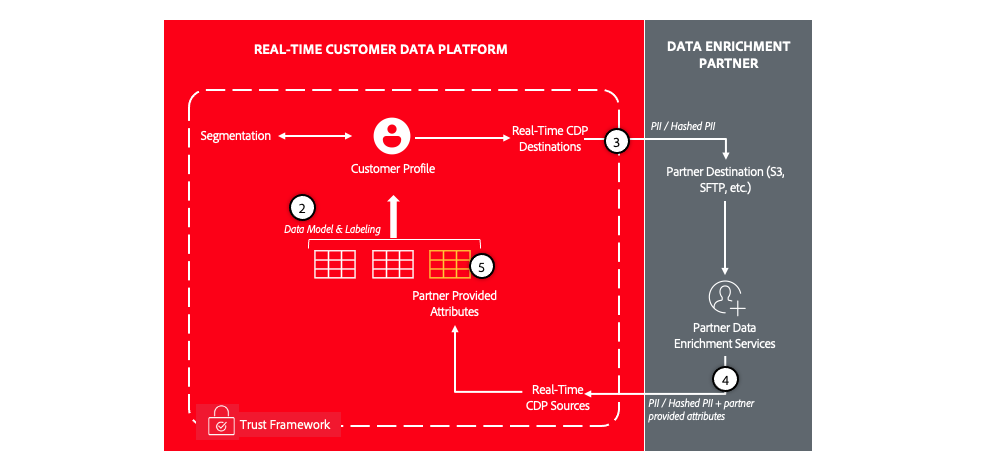 REAL-TIME CUSTOMER DATA PLATFORM
DATA ENRICHMENT
PARTNER
Segmentation
Customer Profile
Real-Time CDP
Destinations
3
PII / Hashed PII
Partner Destination (S3,
SFTP, etc.)
2
Data Model & Labeling
5
Partner Provided
Attributes
Partner Data
Enrichment Services
4
Real-Time
CDP Sources
PII / Hashed PII + partner
provided attributes
Trust Framework